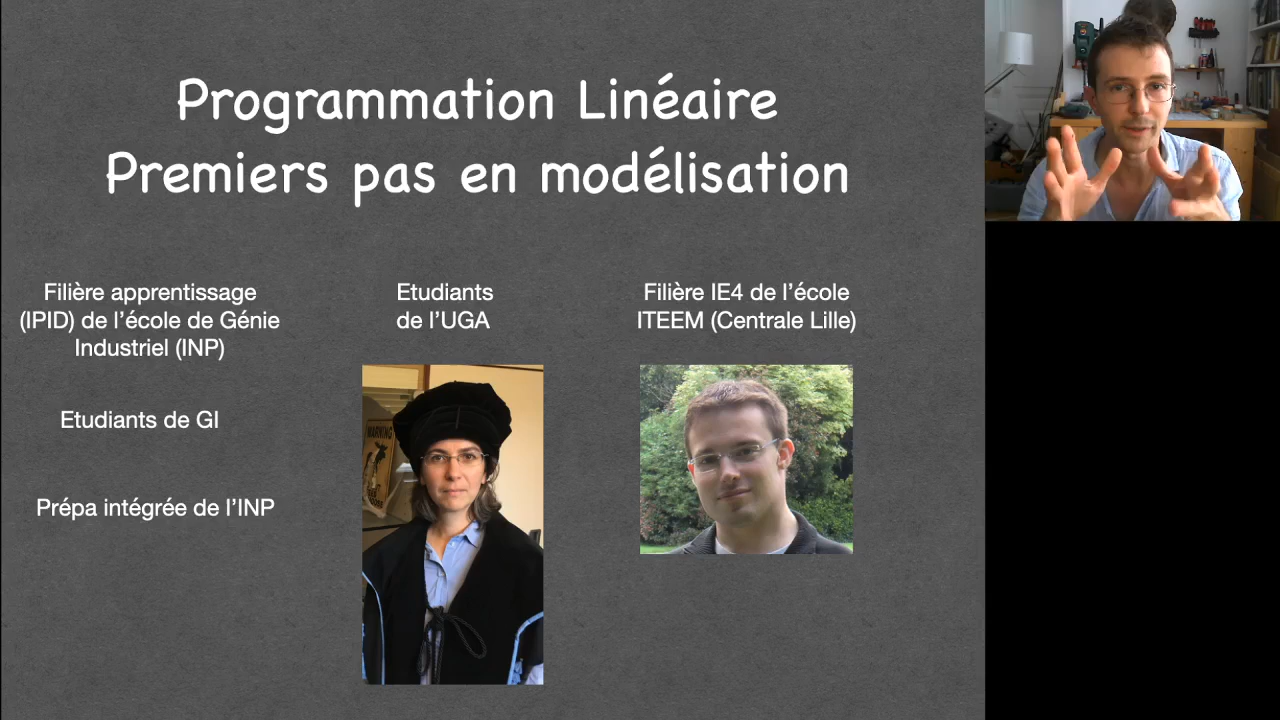 Programmation Linéaire
Premiers pas en modélisation
Filière apprentissage
(IPID) de l'école de Génie
Industriel (INP)
Etudiants de GI
Prépa intégrée de l'INP
Etudiants
de l'UGA
WARNING
Filière IE4 de l'école
ITEEM (Centrale Lille)